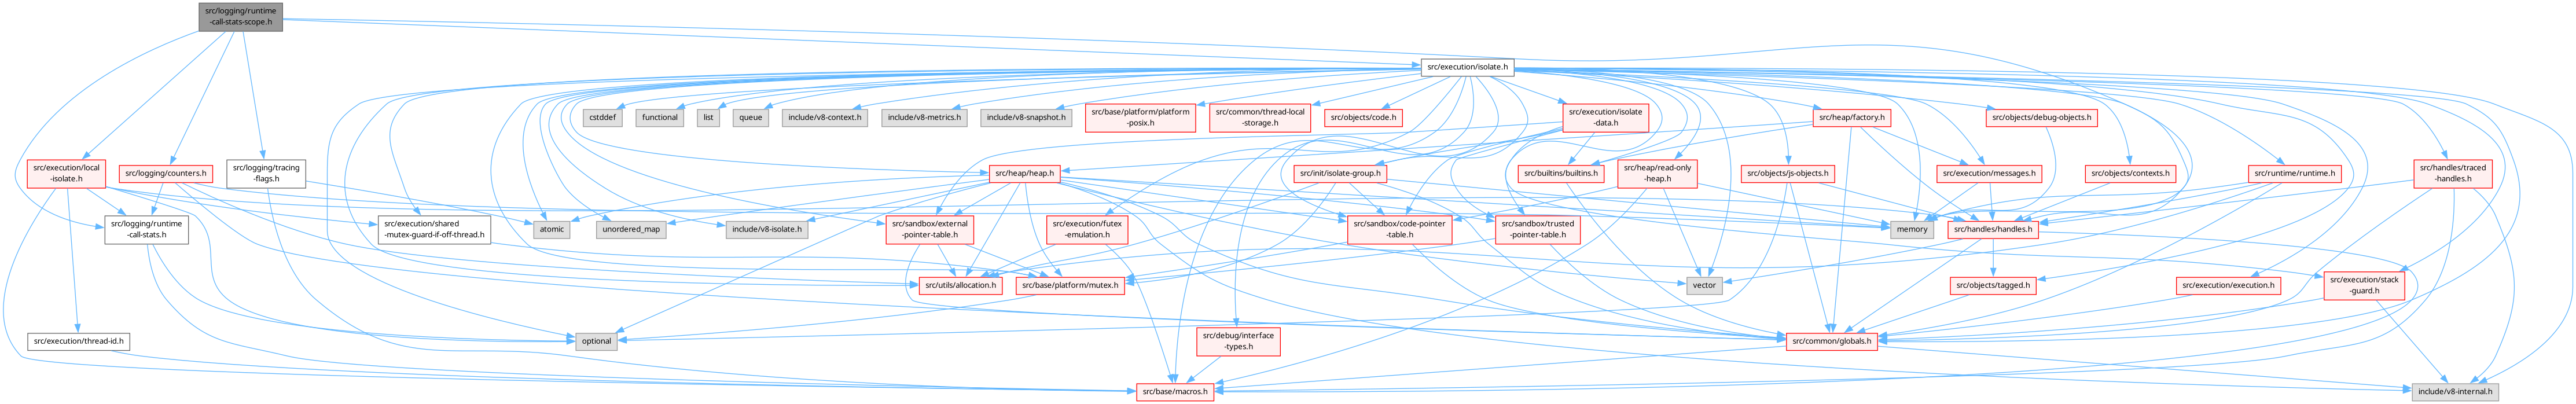 src/logging/runtime
-call-stats-scope.h
src/execution/isolate.h
cstddef
functional
list
queue
include/v8-context.h
include/v8-metrics.h
include/v8-snapshot.h
src/base/platform/platform
-posix.h
src/common/thread-local
-storage.h
src/objects/code.h
src/execution/isolate
-data.h
src/heap/factory.h
src/objects/debug-objects.h
src/execution/local
-isolate.h
src/logging/counters.h
src/logging/tracing
-flags.h
src/heap/heap.h
src/init/isolate-group.h
src/builtins/builtins.h
src/heap/read-only
-heap.h
src/objects/js-objects.h
src/execution/messages.h
src/objects/contexts.h
src/runtime/runtime.h
src/handles/traced
-handles.h
src/logging/runtime
-call-stats.h
src/execution/shared
-mutex-guard-if-off-thread.h
atomic
unordered_map
include/v8-isolate.h
src/sandbox/external
-pointer-table.h
src/execution/futex
-emulation.h
src/sandbox/code-pointer
-table.h
src/sandbox/trusted
-pointer-table.h
memory
src/handles/handles.h
src/utils/allocation.h
src/base/platform/mutex.h
vector
src/objects/tagged.h
src/execution/execution.h
src/execution/stack
-guard.h
src/execution/thread-id.h
optional
src/debug/interface
-types.h
src/common/globals.h
src/base/macros.h
include/v8-internal.h